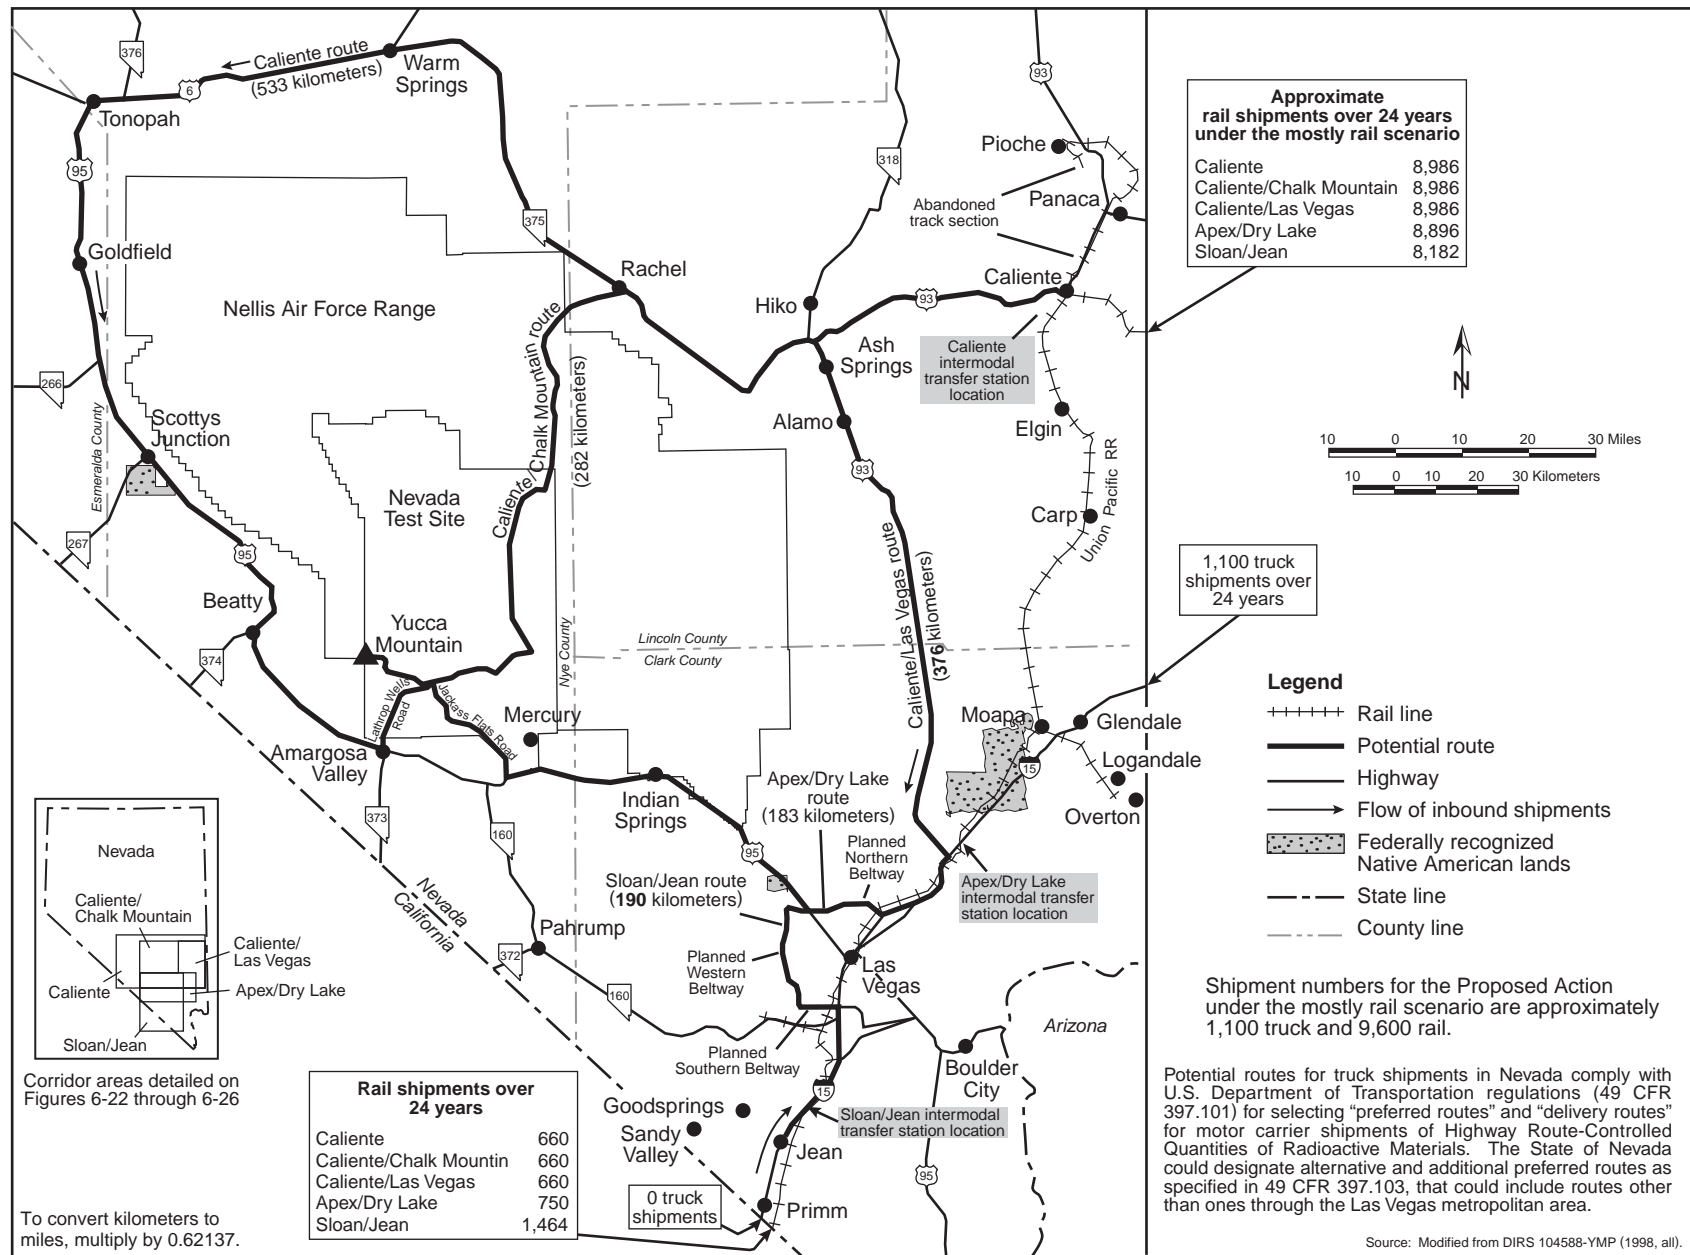 376
Caliente route
(533 kilometers)
6
Warm
Springs
Tonopah
95
93
Approximate
rail shipments over 24 years
under the mostly rail scenario
Caliente 8,986
Caliente/Chalk Mountain 8,986
Caliente/Las Vegas 8,986
Apex/Dry Lake 8,896
Sloan/Jean 8,182
Pioche
318
Abandoned
track section
Panaca
375
Goldfield
Rachel
Caliente
Nellis Air Force Range
Hiko
93
Ash
Springs
Caliente
intermodal
transfer station
location
Caliente/Chalk Mountain route
(282 kilometers)
N
266
Esmeralda County
Scottys
Junction
Alamo
Elgin
10 0 10 20 30 Miles
10 0 10 20 30 Kilometers
93
Union Pacific RR
Nevada
Test Site
Carp
267
95
Caliente/Las Vegas route
(376 kilometers)
1,100 truck
shipments over
24 years
Beatty
Yucca
Mountain
374
Nye County
Lincoln County
Clark County
Lathrop Wells
Road
Jackass Flats Road
Mercury
Moapa
Glendale
Legend
Rail line
Potential route
Highway
Flow of inbound shipments
Federally recognized
Native American lands
State line
County line
Amargosa
Valley
15
Logandale
Overton
Apex/Dry Lake
route
(183 kilometers)
Indian
Springs
373
160
95
Planned
Northern
Beltway
Nevada
California
Sloan/Jean route
(190 kilometers)
Apex/Dry Lake
intermodal transfer
station location
Nevada
Caliente/
Chalk Mountain
Caliente/
Las Vegas
Caliente
Apex/Dry Lake
Sloan/Jean
Pahrump
372
160
Planned
Western
Beltway
Las
Vegas
Shipment numbers for the Proposed Action
under the mostly rail scenario are approximately
1,100 truck and 9,600 rail.
Arizona
Planned
Southern Beltway
Boulder
City
Corridor areas detailed on
Figures 6-22 through 6-26
Rail shipments over
24 years
Caliente 660
Caliente/Chalk Mountin 660
Caliente/Las Vegas 660
Apex/Dry Lake 750
Sloan/Jean 1,464
15
Goodsprings
Sandy
Valley
Sloan/Jean intermodal
transfer station location
Jean
95
0 truck
shipments
Primm
Potential routes for truck shipments in Nevada comply with
U.S. Department of Transportation regulations (49 CFR
397.101) for selecting “preferred routes” and “delivery routes”
for motor carrier shipments of Highway Route-Controlled
Quantities of Radioactive Materials. The State of Nevada
could designate alternative and additional preferred routes as
specified in 49 CFR 397.103, that could include routes other
than ones through the Las Vegas metropolitan area.
To convert kilometers to
miles, multiply by 0.62137.
Source: Modified from DIRS 104588-YMP (1998, all).